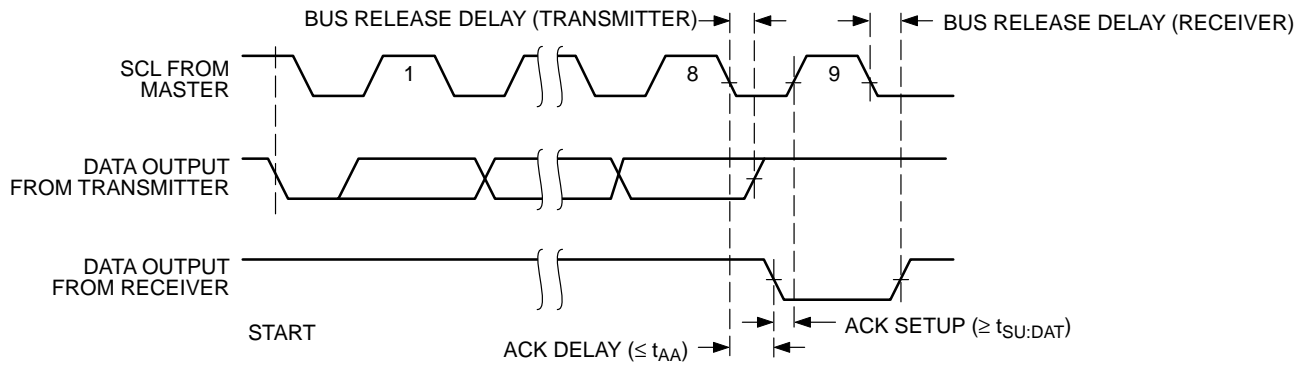 BUS RELEASE DELAY (TRANSMITTER)
BUS RELEASE DELAY (RECEIVER)
SCL FROM
MASTER
1
8
9
DATA OUTPUT
FROM TRANSMITTER
DATA OUTPUT
FROM RECEIVER
START
ACK SETUP (≥ tSU:DAT)
ACK DELAY (≤ tAA)